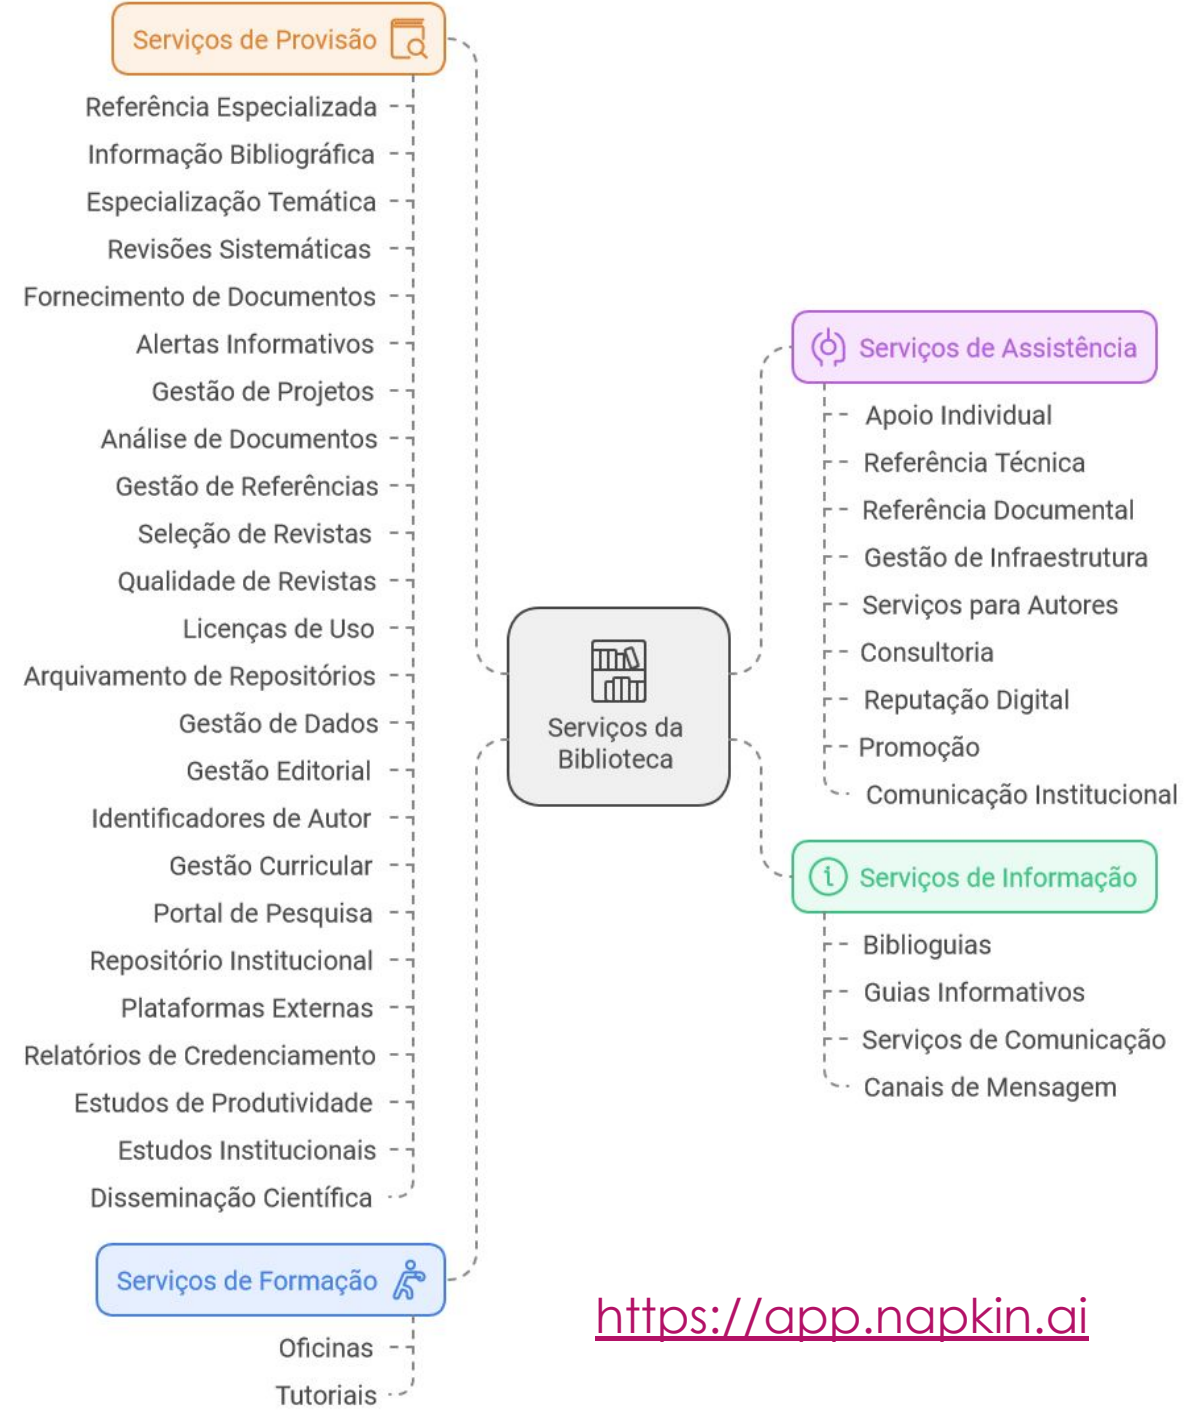 Serviços de Provisão
Referência Especializada
Informação Bibliográfica
Especialização Temática
Revisões Sistemáticas
Fornecimento de Documentos
Alertas Informativos
Gestão de Projetos
Análise de Documentos
Gestão de Referências
Seleção de Revistas
Qualidade de Revistas
Licenças de Uso
Arquivamento de Repositórios
Gestão de Dados
Gestão Editorial
Identificadores de Autor
Gestão Curricular
Portal de Pesquisa
Repositório Institucional
Plataformas Externas
Relatórios de Credenciamento
Estudos de Produtividade
Estudos Institucionais
Disseminação Científica
Serviços de Formação
Oficinas
Tutoriais
Serviços da
Biblioteca
Serviços de Assistência
Apoio Individual
Referência Técnica
Referência Documental
Gestão de Infraestrutura
Serviços para Autores
Consultoria
Reputação Digital
Promoção
Comunicação Institucional
Serviços de Informação
Biblioguias
Guias Informativos
Serviços de Comunicação
Canais de Mensagem
https://app.napkin.ai